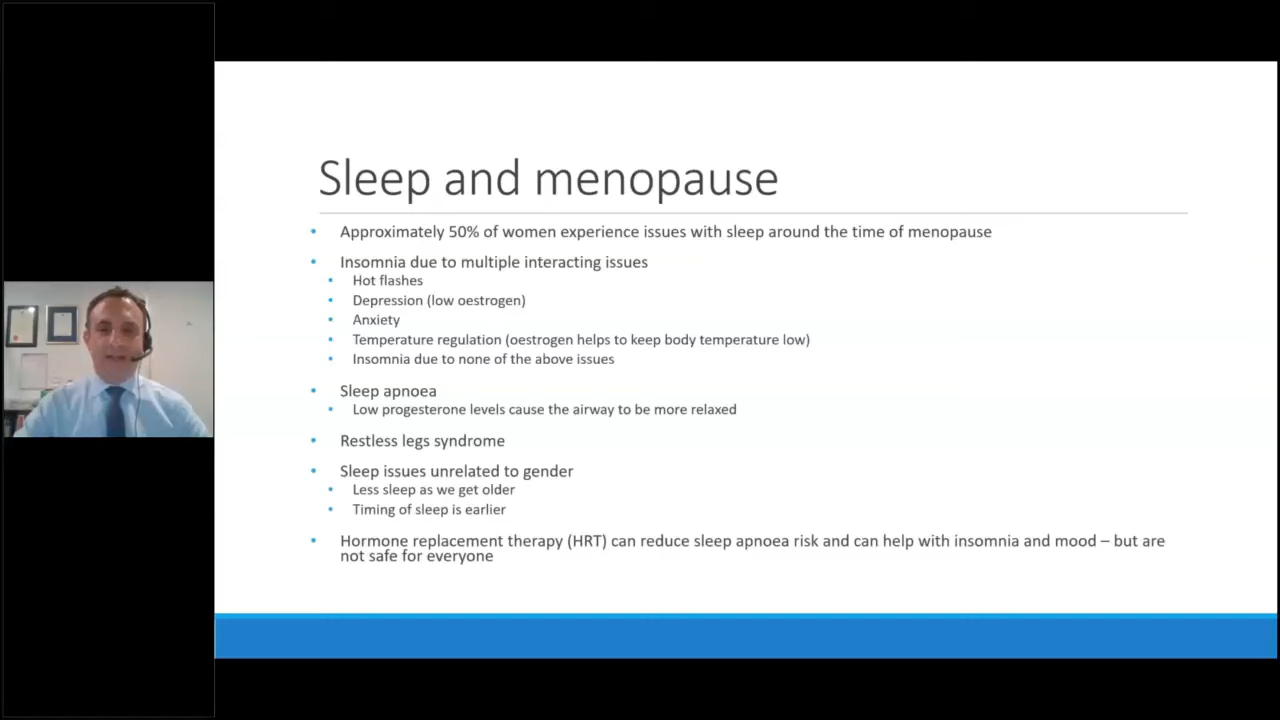 Sleep and menopause
• Approximately 50% of women experience issues with sleep around the time of menopause
• Insomnia due to multiple interacting issues
• Hot flashes
• Depression (low oestrogen)
• Anxiety
• Temperature regulation (oestrogen helps to keep body temperature low)
• Insomnia due to none of the above issues
• Sleep apnoea
• Low progesterone levels cause the airway to be more relaxed
• Restless legs syndrome
• Sleep issues unrelated to gender
• Less sleep as we get older
• Timing of sleep is earlier
• Hormone replacement therapy (HRT) can reduce sleep apnoea risk and can help with insomnia and mood – but are
not safe for everyone